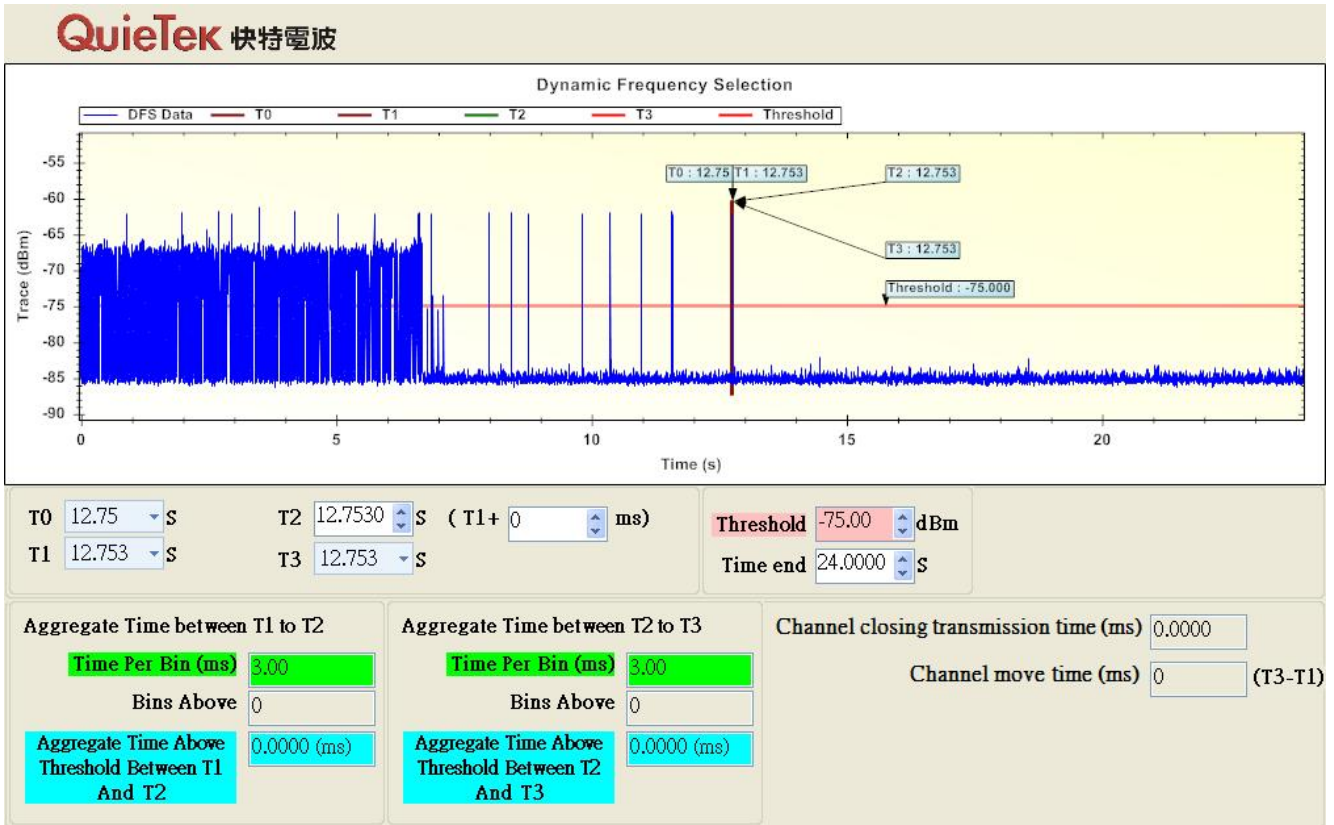 QuieTek 快特電波
Dynamic Frequency Selection
DFS Data T0 T1 T2 T3 Threshold
-55
-60
-65
-70
-75
-80
-85
-90
Trace (dBm)
T0 : 12.75 T1 : 12.753 T2 : 12.753
T3 : 12.753
Threshold : -75.000
0 5 10 15 20
Time (s)
T0 12.75 S T2 12.7530 S ( T1+ 0 ms) Threshold -75.00 dBm
T1 12.753 S T3 12.753 S Time end 24.0000 S
Aggregate Time between T1 to T2
Time Per Bin (ms) 3.00
Bins Above 0
Aggregate Time Above 0.0000 (ms)
Threshold Between T1
And T2
Aggregate Time between T2 to T3
Time Per Bin (ms) 3.00
Bins Above 0
Aggregate Time Above 0.0000 (ms)
Threshold Between T2
And T3
Channel closing transmission time (ms) 0.0000
Channel move time (ms) 0 (T3-T1)